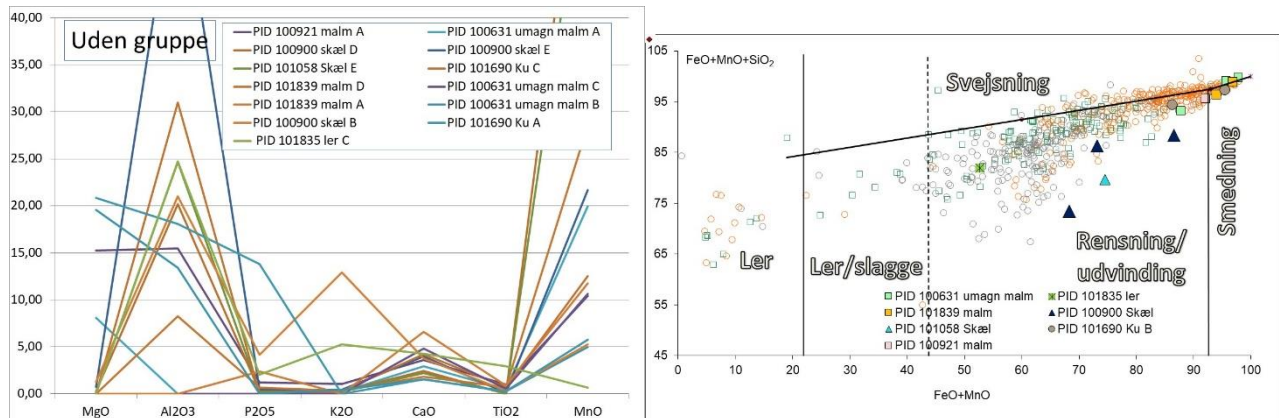 40,00
35,00
30,00
25,00
20,00
15,00
10,00
5,00
0,00
Uden gruppe
PID 100921 malm A
PID 100631 umagn malm A
PID 100900 skæl D
PID 100900 skæl E
PID 101058 Skæl E
PID 101690 Ku C
PID 101839 malm D
PID 100631 umagn malm C
PID 101839 malm A
PID 100631 umagn malm B
PID 100900 skæl B
PID 101690 Ku A
PID 101835 ler C
MgO Al2O3 P2O5 K2O CaO TiO2 MnO
105
95
85
75
65
55
45
FeO+MnO+SiO₂
Svejsning
Smedning
Rensning/
udvinding
Ler
Ler/slagge
PID 100631 umagn malm
PID 101835 ler
PID 101839 malm
PID 100900 Skæl
PID 101058 Skæl
PID 101690 Ku B
PID 100921 malm
0 10 20 30 40 50 60 70 80 90 100
FeO+MnO